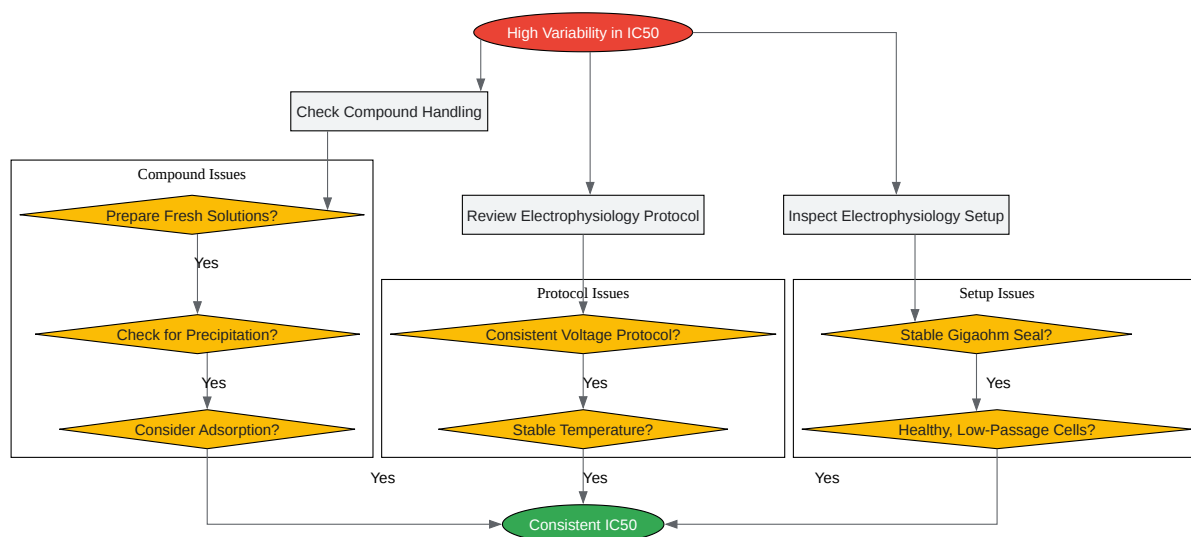 High Variability in IC50
Check Compound Handling
Compound Issues
Prepare Fresh Solutions?
Yes
Check for Precipitation?
Yes
Consider Adsorption?
Yes
Review Electrophysiology Protocol
Protocol Issues
Consistent Voltage Protocol?
Yes
Stable Temperature?
Yes
Inspect Electrophysiology Setup
Setup Issues
Stable Gigaohm Seal?
Yes
Healthy, Low-Passage Cells?
Yes
Consistent IC50